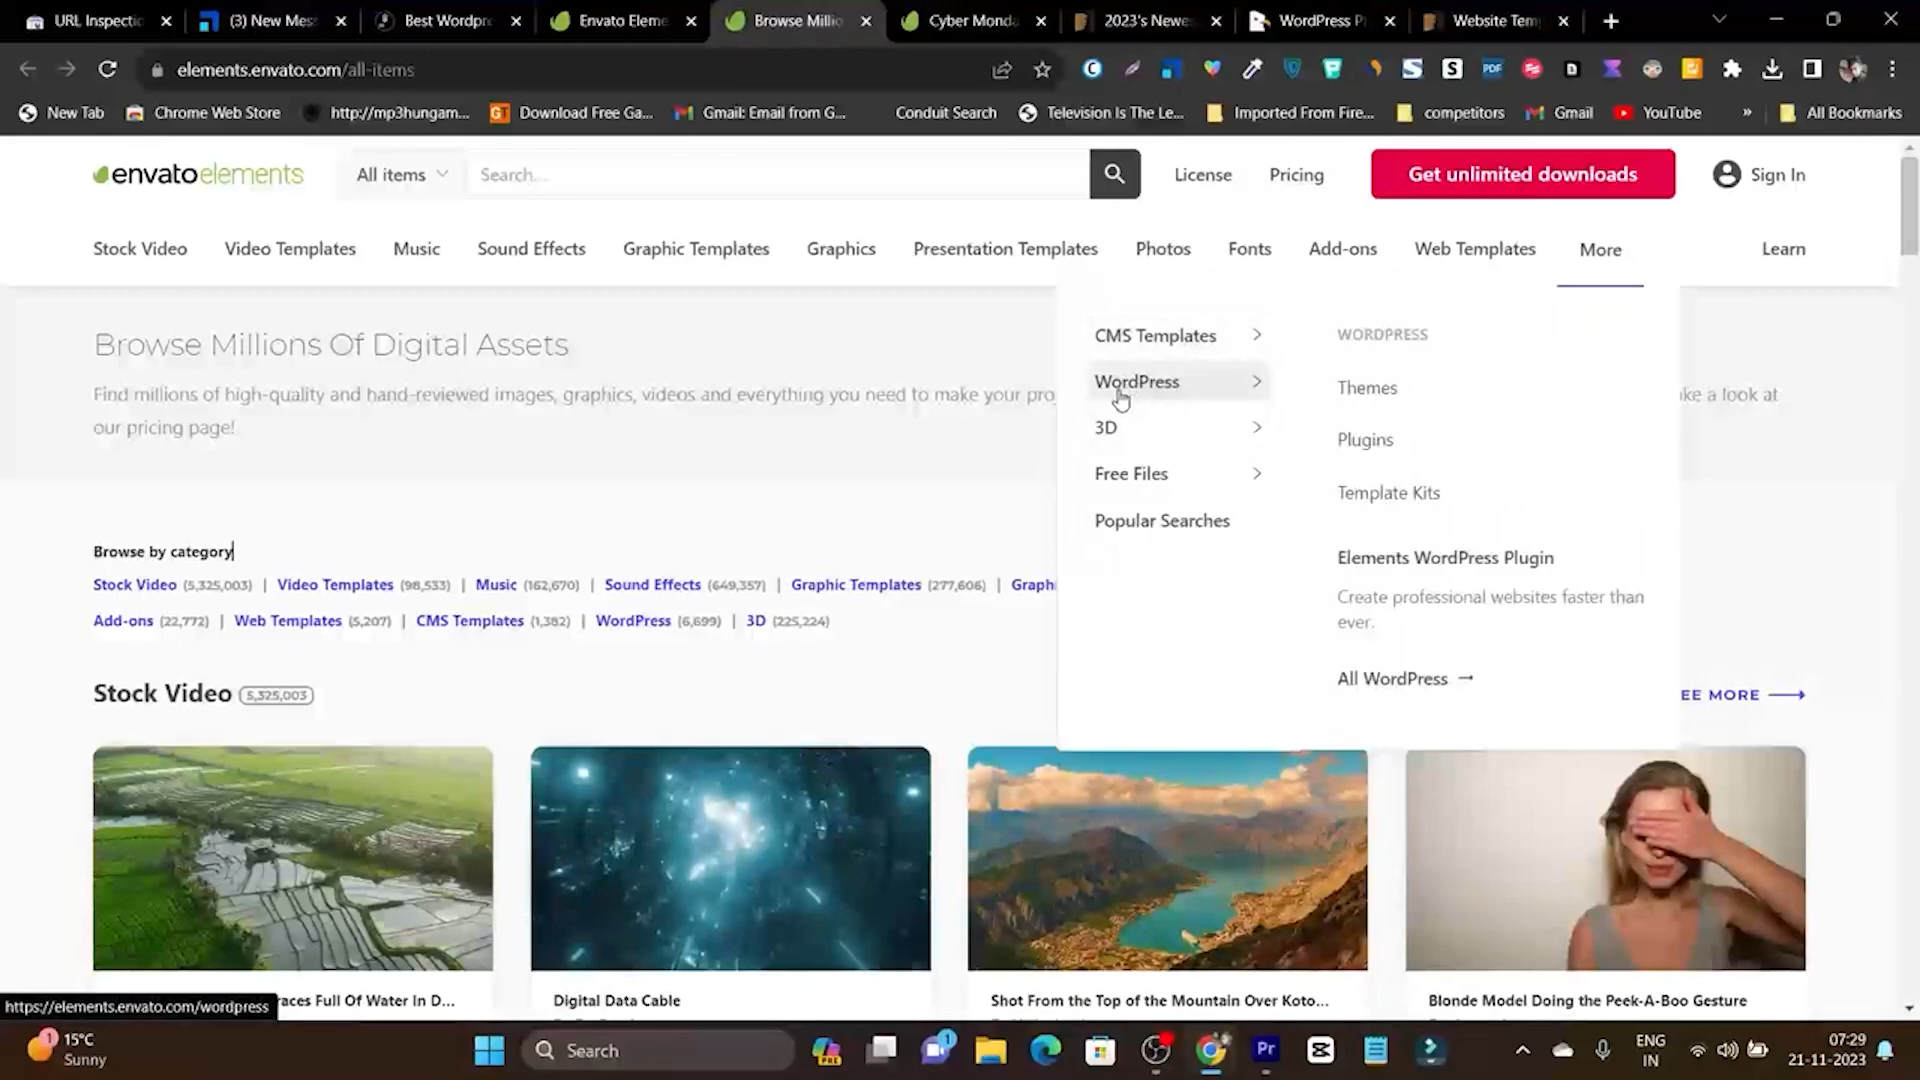 URL Inspecti
(3) New Mes
Best Wordpr
Envato Eleme
Browse Millio
Cyber Monda
2023's Newe
WordPress P
Website Tem
elements.envato.com/all-items
New Tab
Chrome Web Store
http://mp3hungam...
Download Free Ga...
Gmail: Email from G...
Conduit Search
Television Is The Le...
Imported From Fire...
competitors
Gmail
YouTube
»
All Bookmarks
envato elements
All items
Search...
License
Pricing
Get unlimited downloads
Sign In
Stock Video
Video Templates
Music
Sound Effects
Graphic Templates
Graphics
Presentation Templates
Photos
Fonts
Add-ons
Web Templates
More
Learn
Browse Millions Of Digital Assets
Find millions of high-quality and hand-reviewed images, graphics, videos and everything you need to make your pro
ke a look at
our pricing page!
CMS Templates
WordPress
3D
Free Files
Popular Searches
WORDPRESS
Themes
Plugins
Template Kits
Elements WordPress Plugin
Create professional websites faster than
ever.
All WordPress →
Browse by category
Stock Video (5,325,003) | Video Templates (98,533) | Music (162,670) | Sound Effects (649,357) | Graphic Templates (277,606) | Graphi
Add-ons (22,772) | Web Templates (5,207) | CMS Templates (1,382) | WordPress (6,699) | 3D (225,224)
Stock Video 5,325,003
EE MORE
races Full Of Water In D...
Digital Data Cable
Shot From the Top of the Mountain Over Koto...
Blonde Model Doing the Peek-A-Boo Gesture
https://elements.envato.com/wordpress
1
15°C
Sunny
Search
PRE
1
Pr
ENG
IN
07:29
21-11-2023